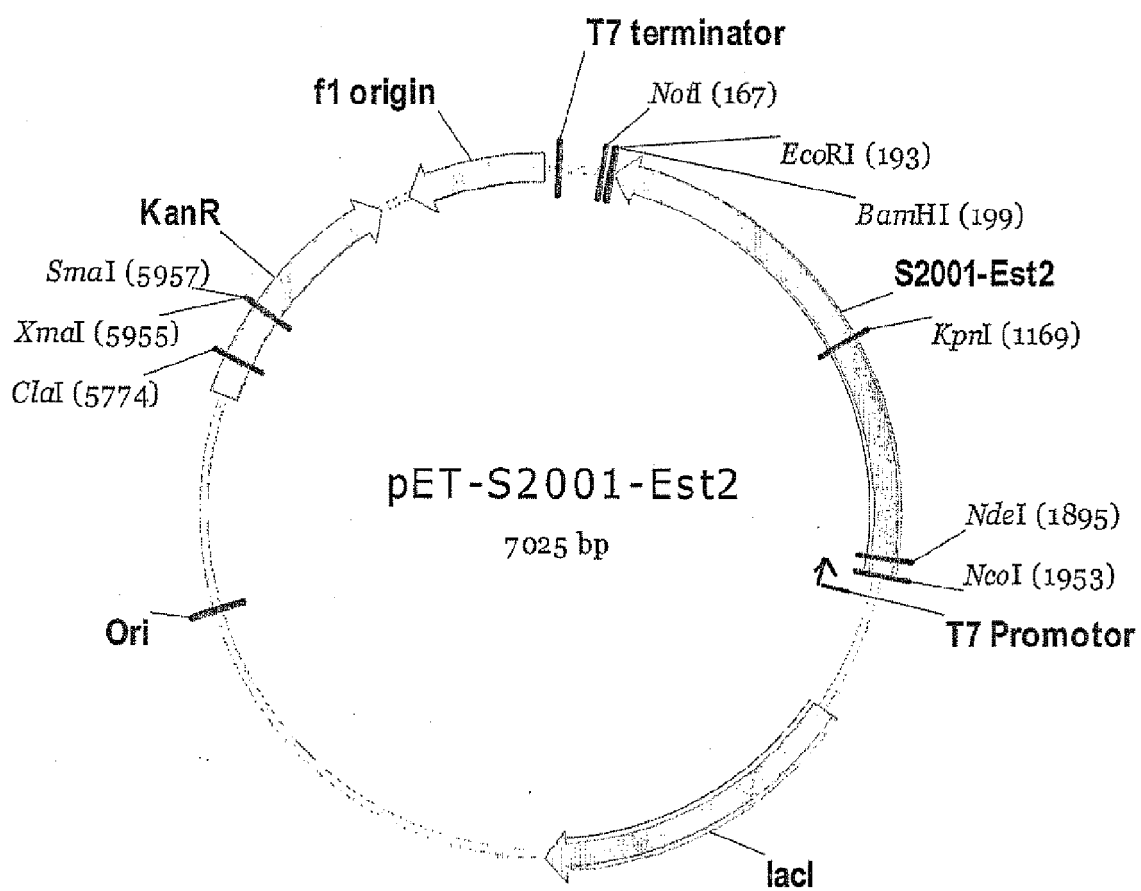 T7 terminator
f1 origin
NotI (167)
EcoRI (193)
KanR
BamHI (199)
SmaI (5957)
S2001-Est2
XmaI (5955)
KpnI (1169)
ClaI (5774)
pET-S2001-Est2
7025 bp
NdeI (1895)
NcoI (1953)
Ori
T7 Promotor
lacI